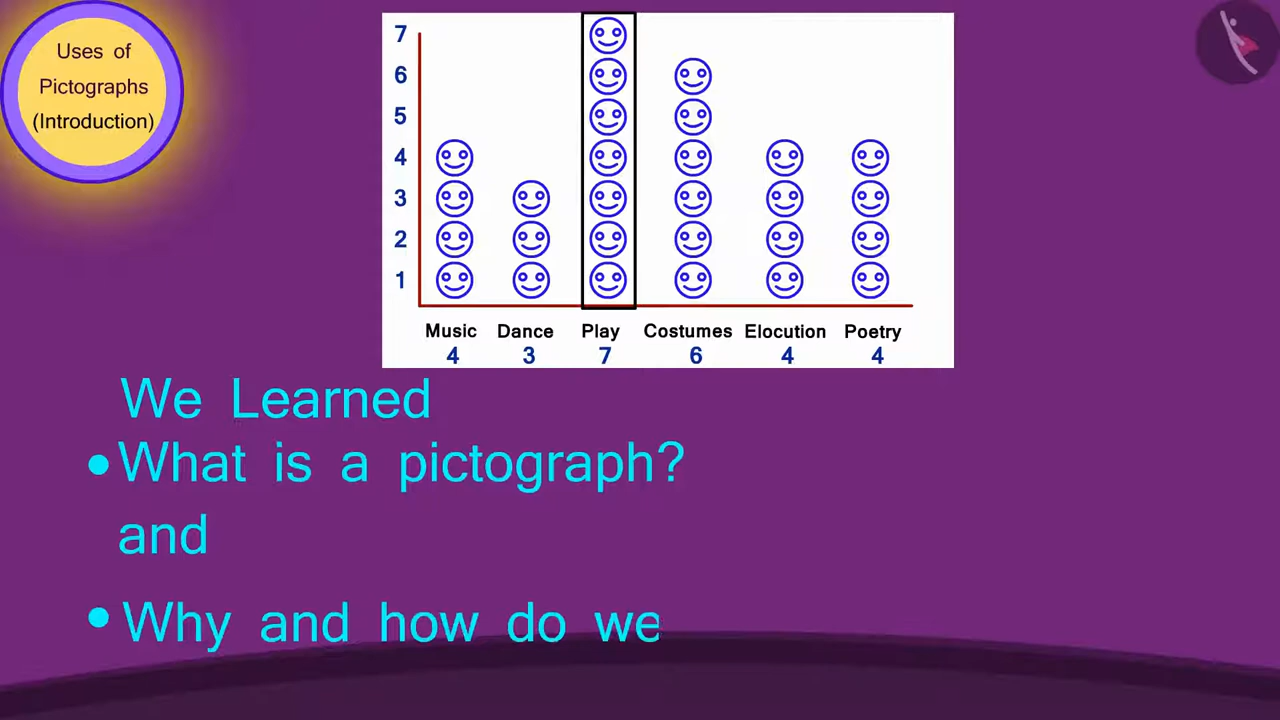 Uses of
Pictographs
(Introduction)
7
6
5
4
3
2
1
Music Dance Play Costumes Elocution Poetry
4 3 7 6 4 4
We Learned
•What is a pictograph?
and
•Why and how do we